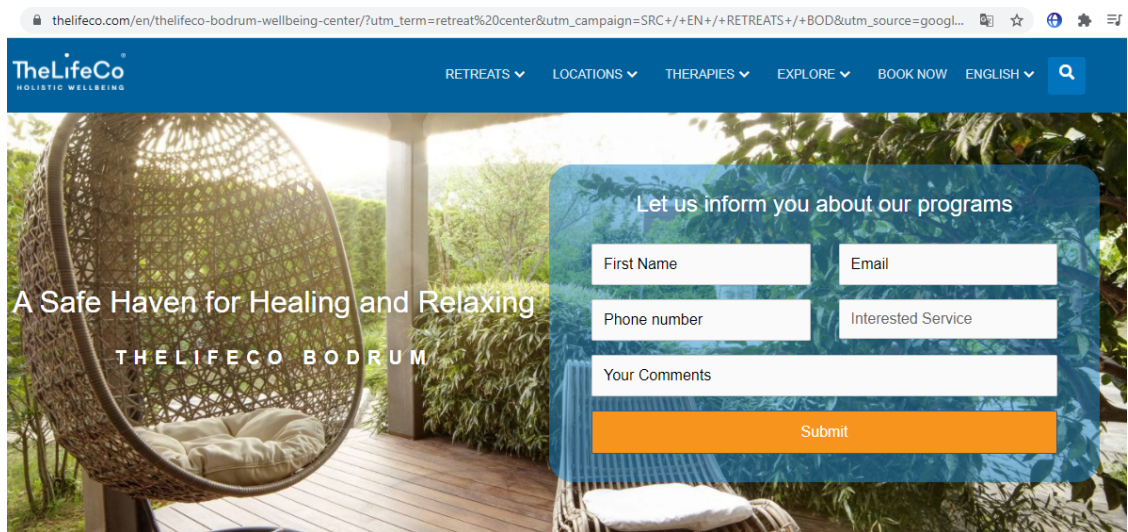 thelifeco.com/en/thelifeco-bodrum-wellbeing-center/?utm_term=retreat%20center&utm_campaign=SRC+/+EN+/+RETREATS+/+BOD&utm_source=googl...
TheLifeCo
HOLISTIC WELLBEING
RETREATS LOCATIONS THERAPIES EXPLORE BOOK NOW ENGLISH
A Safe Haven for Healing and Relaxing
THELIFECO BODRUM
Let us inform you about our programs
First Name Email
Phone number Interested Service
Your Comments
Submit